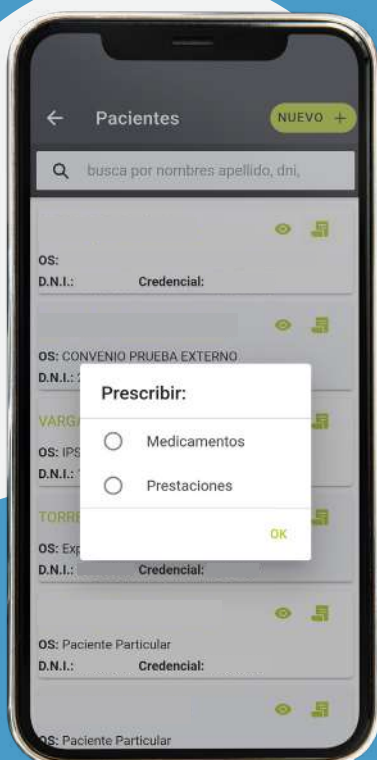 Pacientes
NUEVO +
busca por nombres apellido, dni,
OS:
D.N.I.: Credencial:
OS: CONVENIO PRUEBA EXTERNO
D.N.I.:
Prescribir:
OS: IPS
D.N.I.:
Medicamentos
Prestaciones
OK
OS:
D.N.I.: Credencial:
OS: Paciente Particular
D.N.I.: Credencial:
OS: Paciente Particular